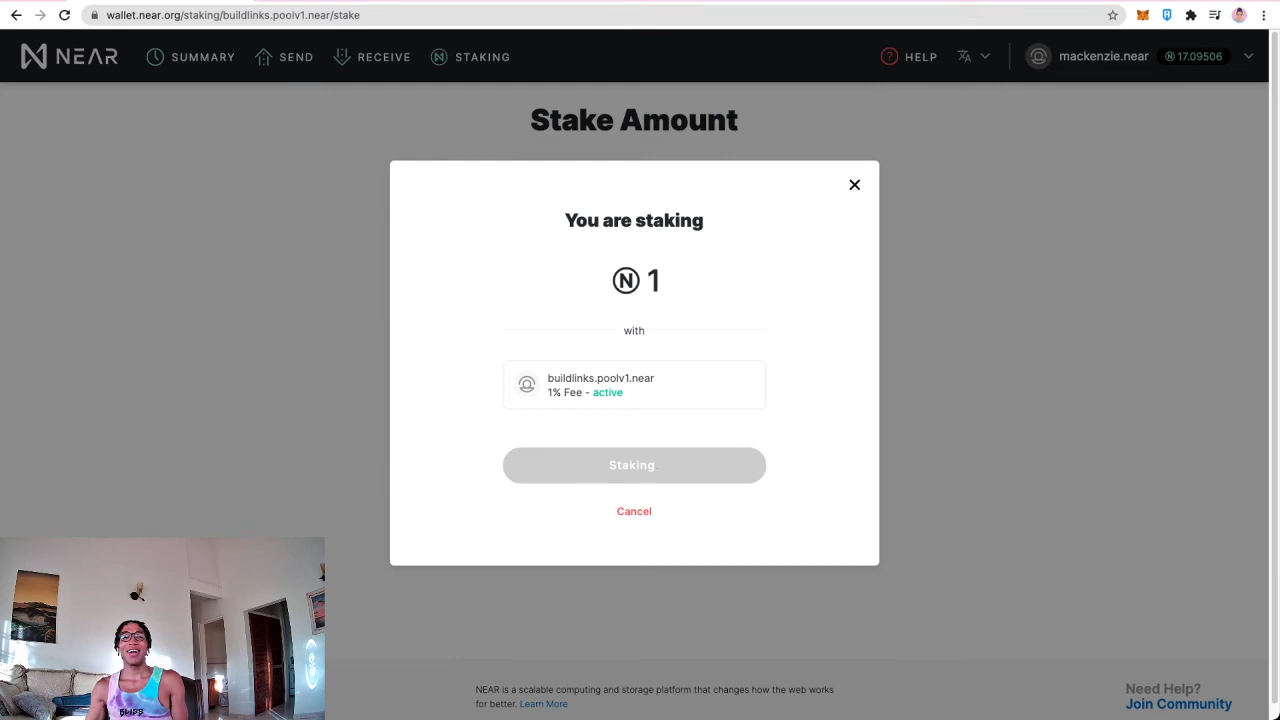 wallet.near.org/staking/buildlinks.poolv1.near/stake
NEAR SUMMARY SEND RECEIVE STAKING ? HELP mackenzie.near 17.09506
Stake Amount
You are staking
N 1
with
buildlinks.poolv1.near
1% Fee - active
Staking
Cancel
BLISS
NEAR is a scalable computing and storage platform that changes how the web works
for better. Learn More
Need Help?
Join Community